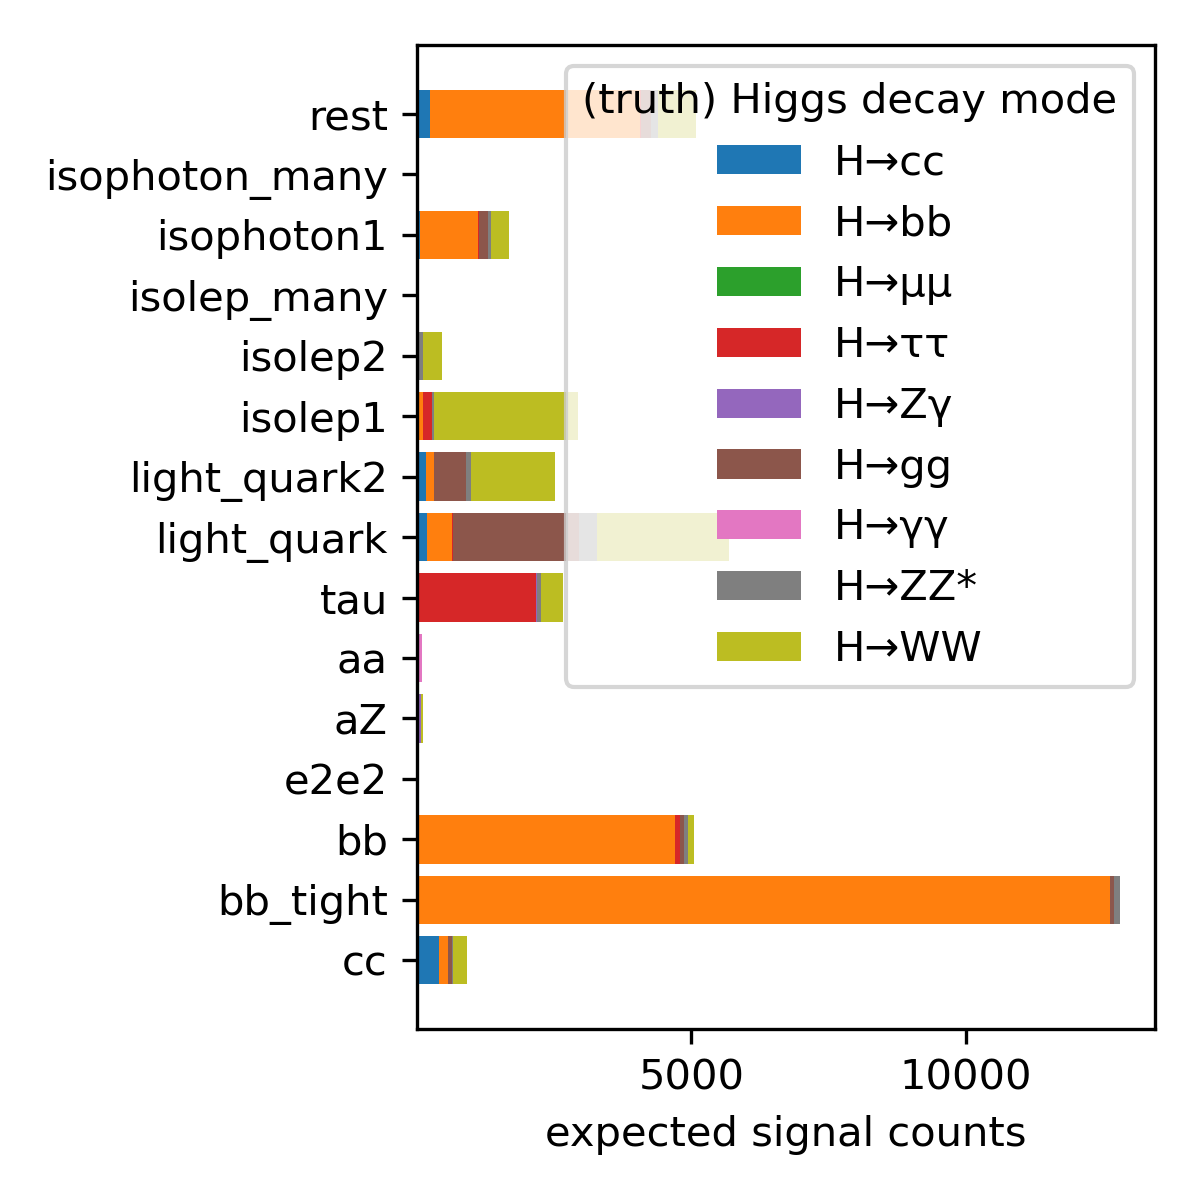 (truth) Higgs decay mode
H→cc
H→bb
H→μμ
H→ττ
H→Zγ
H→gg
H→γγ
H→ZZ*
H→WW
rest
isophoton_many
isophoton1
isolep_many
isolep2
isolep1
light_quark2
light_quark
tau
aa
aZ
e2e2
bb
bb_tight
cc
5000 10000
expected signal counts